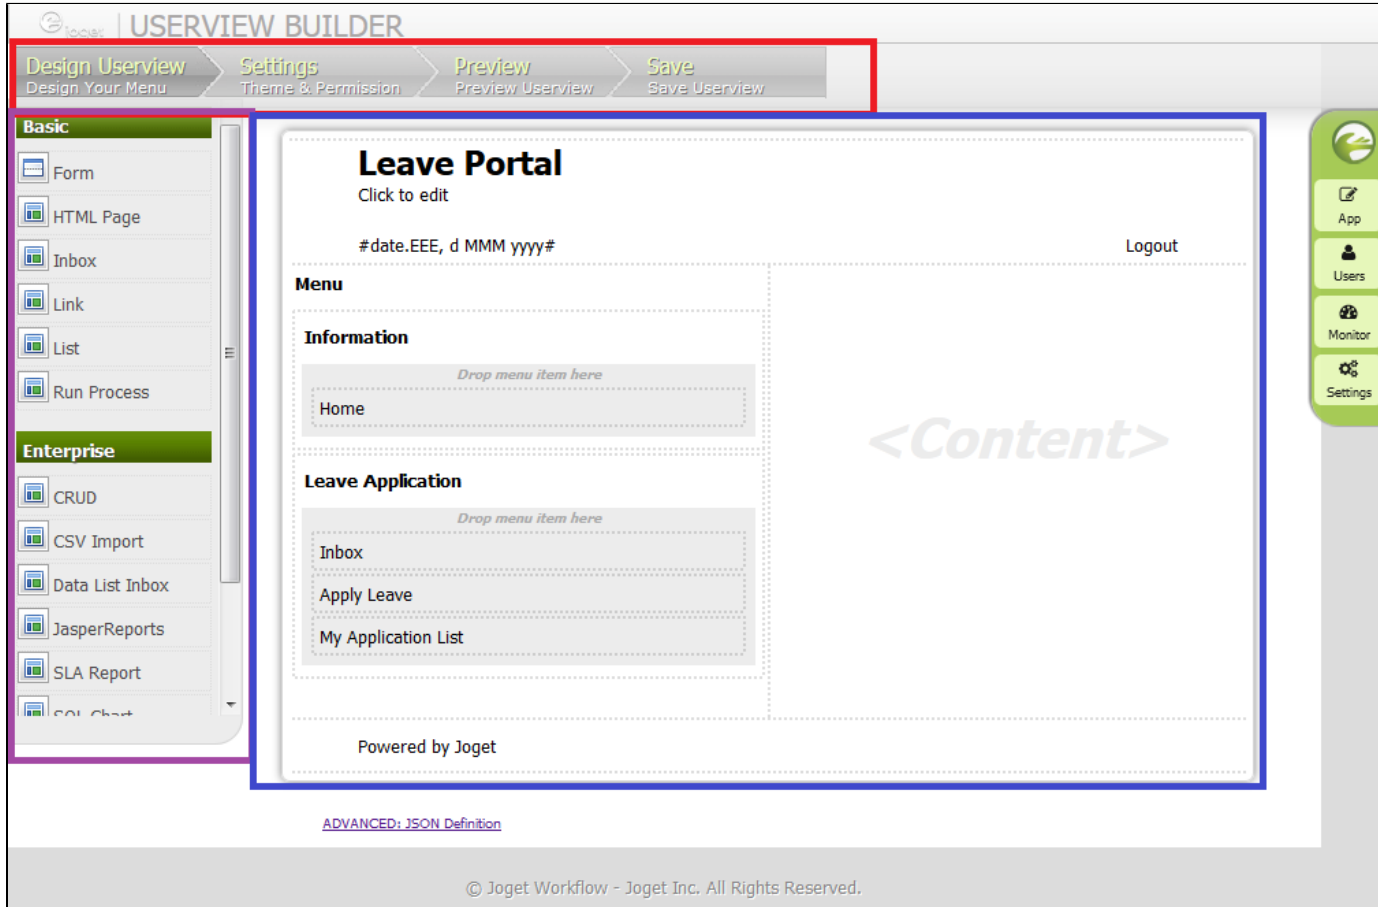 Joget | USERVIEW BUILDER
Design Userview
Design Your Menu
Settings
Theme & Permission
Preview
Preview Userview
Save
Save Userview
Basic
Form
HTML Page
Inbox
Link
List
Run Process
Enterprise
CRUD
CSV Import
Data List Inbox
JasperReports
SLA Report
SQL Chart
Leave Portal
Click to edit
#date.EEE, d MMM yyyy#
Logout
Menu
Information
Drop menu item here
Home
Leave Application
Drop menu item here
Inbox
Apply Leave
My Application List
<Content>
Powered by Joget
ADVANCED: JSON Definition
App
Users
Monitor
Settings
© Joget Workflow - Joget Inc. All Rights Reserved.